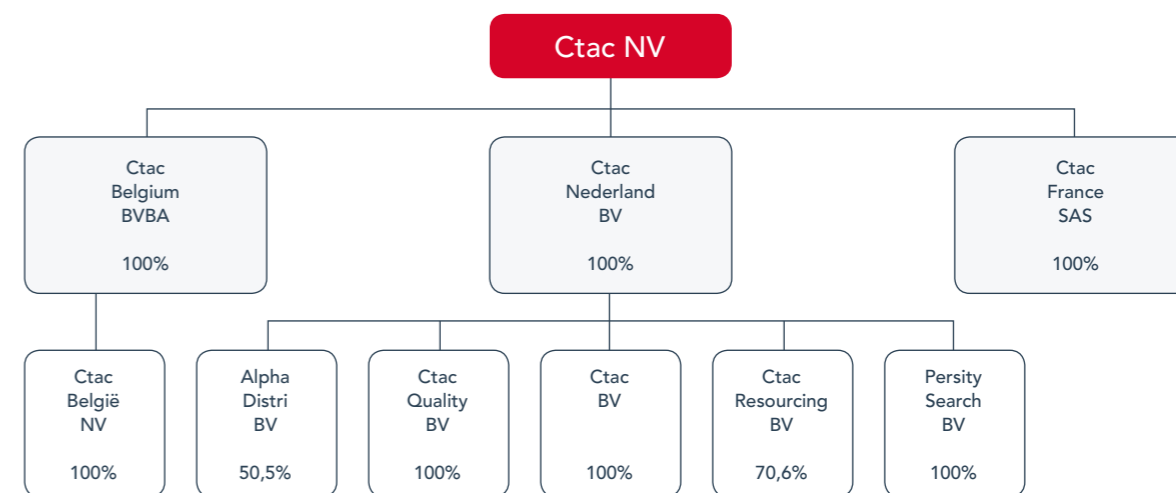 Ctac NV
Ctac
Belgium
BVBA
100%
Ctac
Nederland
BV
100%
Ctac
France
SAS
100%
Ctac
België
NV
100%
Alpha
Distri
BV
50,5%
Ctac
Quality
BV
100%
Ctac
BV
100%
Ctac
Resourcing
BV
70,6%
Persity
Search
BV
100%